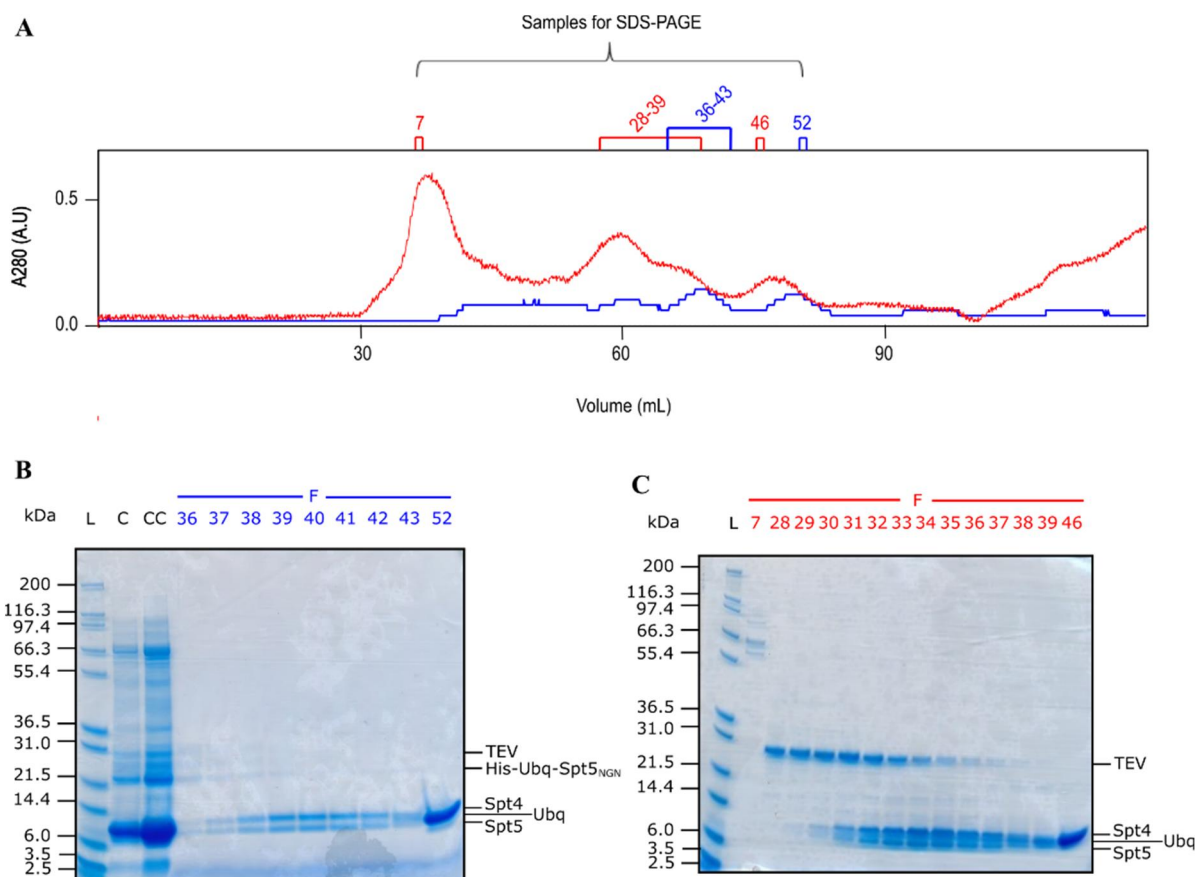 A
Samples for SDS-PAGE
7 28-39 36-43 46 52
A280 (A.U)
0.5
0.0
30 60 90
Volume (mL)
B
F
kDa L C CC 36 37 38 39 40 41 42 43 52
200
116.3
97.4
66.3
55.4
36.5
31.0
21.5
14.4
6.0
3.5
2.5
TEV
His-Ubq-Spt5NGN
Spt4
Ubq
Spt5
C
F
kDa L 7 28 29 30 31 32 33 34 35 36 37 38 39 46
200
116.3
97.4
66.3
55.4
36.5
31.0
21.5
14.4
6.0
3.5
2.5
TEV
Spt4
Ubq
Spt5